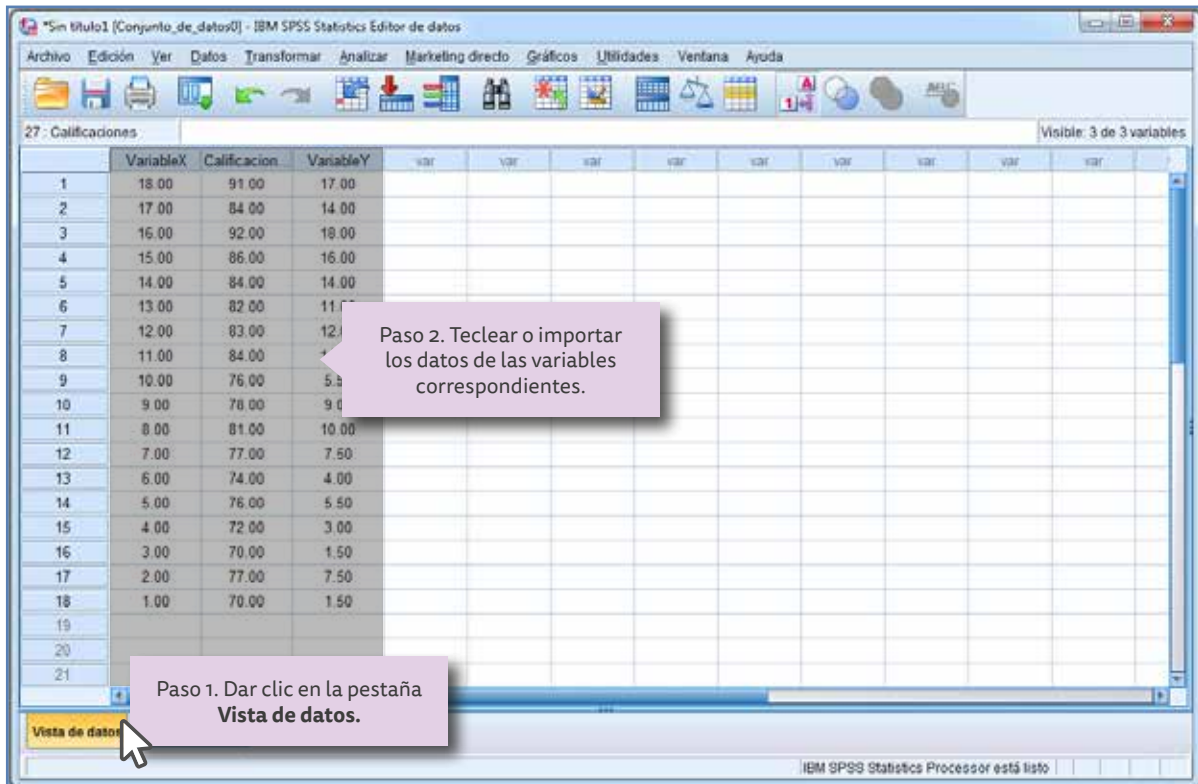 *Sin título1 [Conjunto_de_datos0] - IBM SPSS Statistics Editor de datos
Archivo Edición Ver Datos Transformar Analizar Marketing directo Gráficos Utilidades Ventana Ayuda
27 : Calificaciones Visible: 3 de 3 variables
VariableX Calificacion VariableY var var var var var var var var var
1 18.00 91.00 17.00
2 17.00 84.00 14.00
3 16.00 92.00 18.00
4 15.00 86.00 16.00
5 14.00 84.00 14.00
6 13.00 82.00 11.
7 12.00 83.00 12.
8 11.00 84.00
9 10.00 76.00 5.
10 9.00 78.00 9
11 8.00 81.00 10.00
12 7.00 77.00 7.50
13 6.00 74.00 4.00
14 5.00 76.00 5.50
15 4.00 72.00 3.00
16 3.00 70.00 1.50
17 2.00 77.00 7.50
18 1.00 70.00 1.50
19
20
21
Paso 2. Teclear o importar
los datos de las variables
correspondientes.
Paso 1. Dar clic en la pestaña
Vista de datos.
Vista de datos
IBM SPSS Statistics Processor está listo